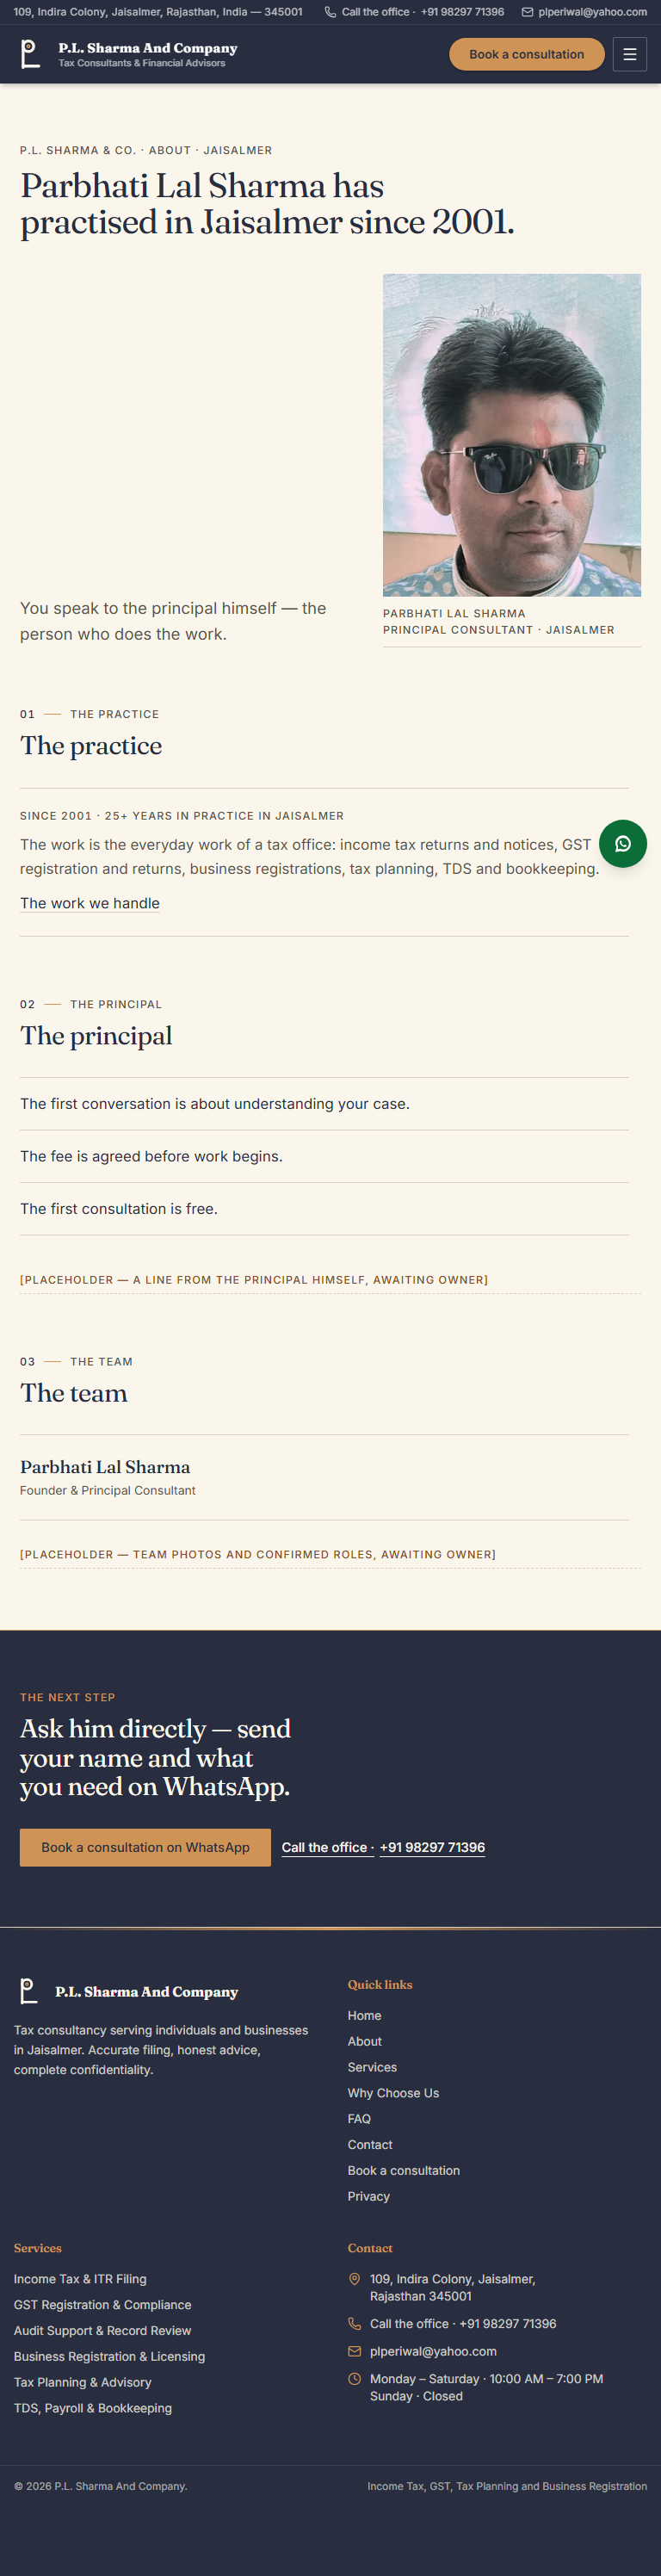 109, Indira Colony, Jaisalmer, Rajasthan, India — 345001
Call the office · +91 98297 71396
plperiwal@yahoo.com
P.L. Sharma And Company
Tax Consultants & Financial Advisors
Book a consultation
P.L. SHARMA & CO. · ABOUT · JAISALMER
Parbhati Lal Sharma has
practised in Jaisalmer since 2001.
You speak to the principal himself — the
person who does the work.
PARBHATI LAL SHARMA
PRINCIPAL CONSULTANT · JAISALMER
01 — THE PRACTICE
The practice
SINCE 2001 · 25+ YEARS IN PRACTICE IN JAISALMER
The work is the everyday work of a tax office: income tax returns and notices, GST
registration and returns, business registrations, tax planning, TDS and bookkeeping.
The work we handle
02 — THE PRINCIPAL
The principal
The first conversation is about understanding your case.
The fee is agreed before work begins.
The first consultation is free.
[PLACEHOLDER — A LINE FROM THE PRINCIPAL HIMSELF, AWAITING OWNER]
03 — THE TEAM
The team
Parbhati Lal Sharma
Founder & Principal Consultant
[PLACEHOLDER — TEAM PHOTOS AND CONFIRMED ROLES, AWAITING OWNER]
THE NEXT STEP
Ask him directly — send
your name and what
you need on WhatsApp.
Book a consultation on WhatsApp
Call the office · +91 98297 71396
P.L. Sharma And Company
Tax consultancy serving individuals and businesses
in Jaisalmer. Accurate filing, honest advice,
complete confidentiality.
Quick links
Home
About
Services
Why Choose Us
FAQ
Contact
Book a consultation
Privacy
Services
Income Tax & ITR Filing
GST Registration & Compliance
Audit Support & Record Review
Business Registration & Licensing
Tax Planning & Advisory
TDS, Payroll & Bookkeeping
Contact
109, Indira Colony, Jaisalmer,
Rajasthan 345001
Call the office · +91 98297 71396
plperiwal@yahoo.com
Monday – Saturday · 10:00 AM – 7:00 PM
Sunday · Closed
© 2026 P.L. Sharma And Company.
Income Tax, GST, Tax Planning and Business Registration